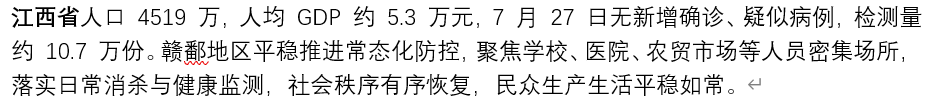 江西省人口 4519 万, 人均 GDP 约 5.3 万元, 7 月 27 日无新增确诊、疑似病例, 检测量
约 10.7 万份。赣鄱地区平稳推进常态化防控, 聚焦学校、医院、农贸市场等人员密集场所,
落实日常消杀与健康监测, 社会秩序有序恢复, 民众生产生活平稳如常。